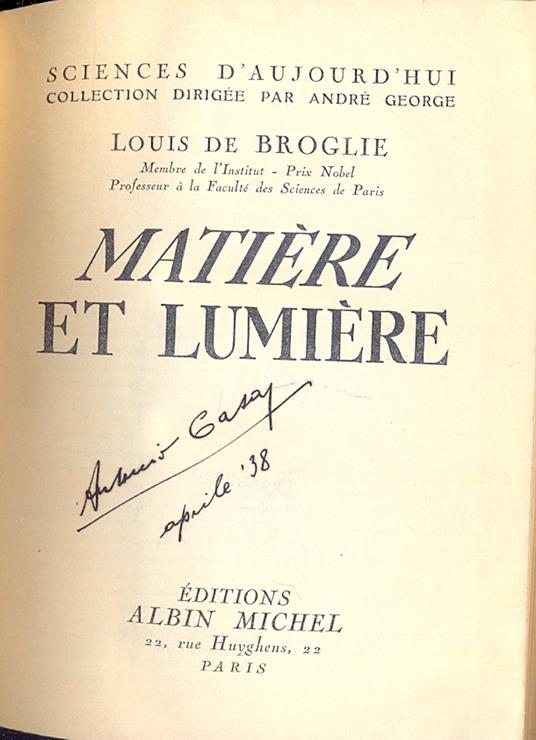 SCIENCES D'AUJOURD'HUI
COLLECTION DIRIGÉE PAR ANDRÉ GEORGE
LOUIS DE BROGLIE
Membre de l'Institut - Prix Nobel
Professeur à la Faculté des Sciences de Paris
MATIÈRE
ET LUMIÈRE
Antonio
aprile '38
ÉDITIONS
ALBIN MICHEL
22, rue Huyghens, 22
PARIS